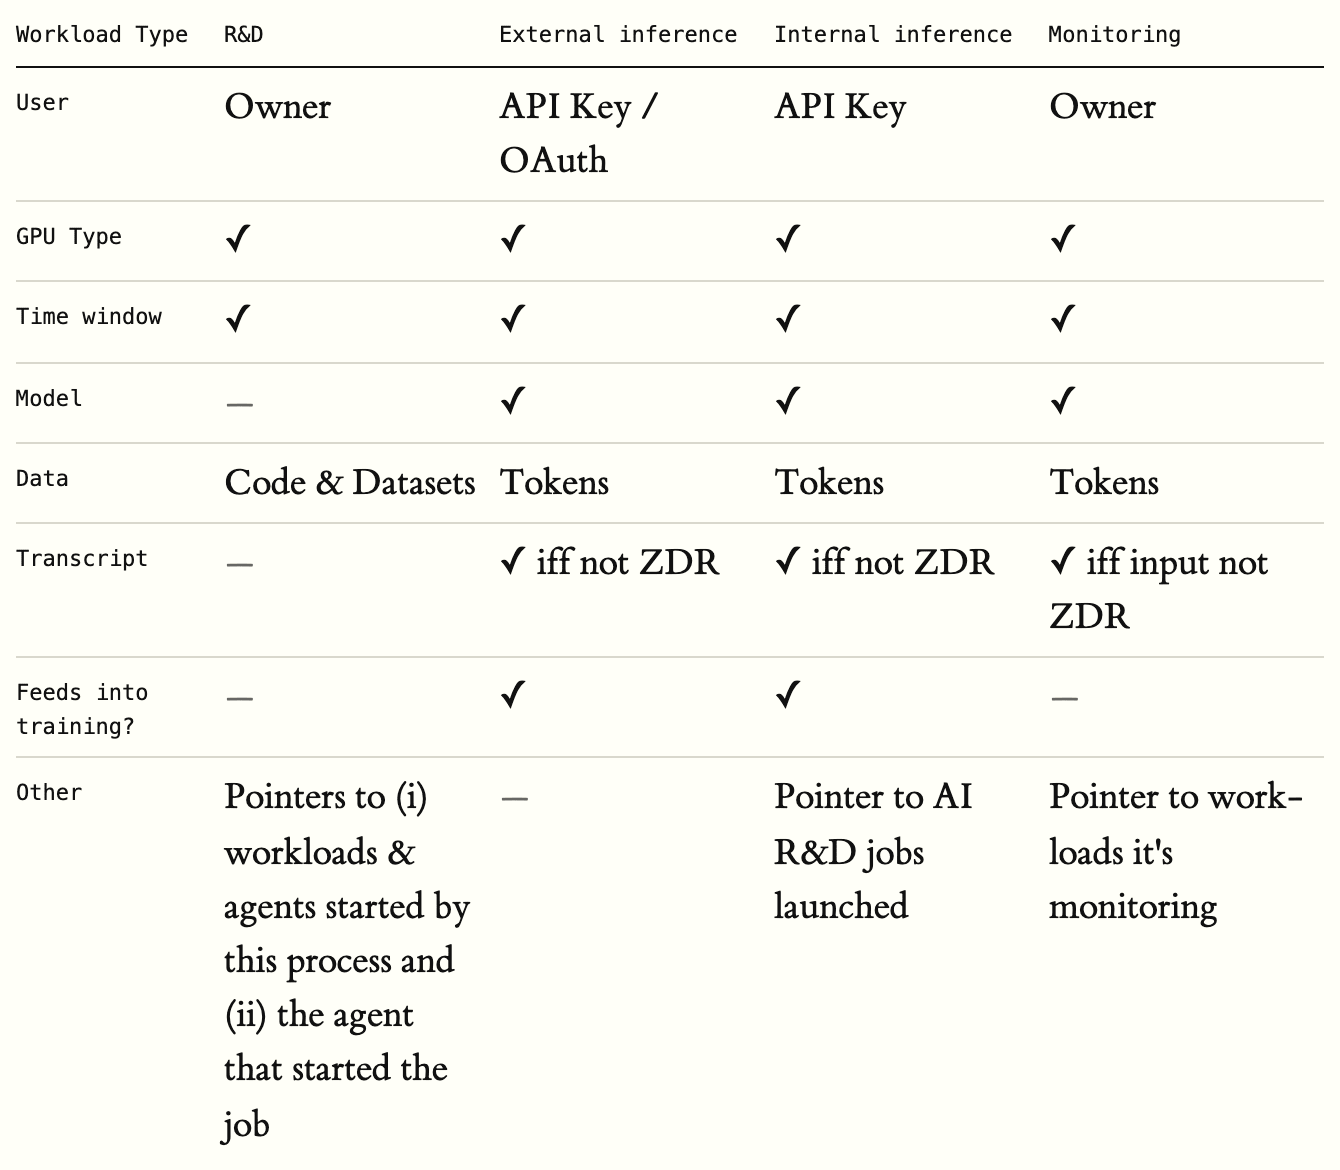 Workload Type R&D External inference Internal inference Monitoring
User Owner API Key / API Key Owner
OAuth
GPU Type ✓ ✓ ✓ ✓
Time window ✓ ✓ ✓ ✓
Model — ✓ ✓ ✓
Data Code & Datasets Tokens Tokens Tokens
Transcript — ✓ iff not ZDR ✓ iff not ZDR ✓ iff input not
ZDR
Feeds into — ✓ ✓ —
training?
Other Pointers to (i) — Pointer to AI Pointer to work-
workloads & R&D jobs loads it's
agents started by launched monitoring
this process and
(ii) the agent
that started the
job